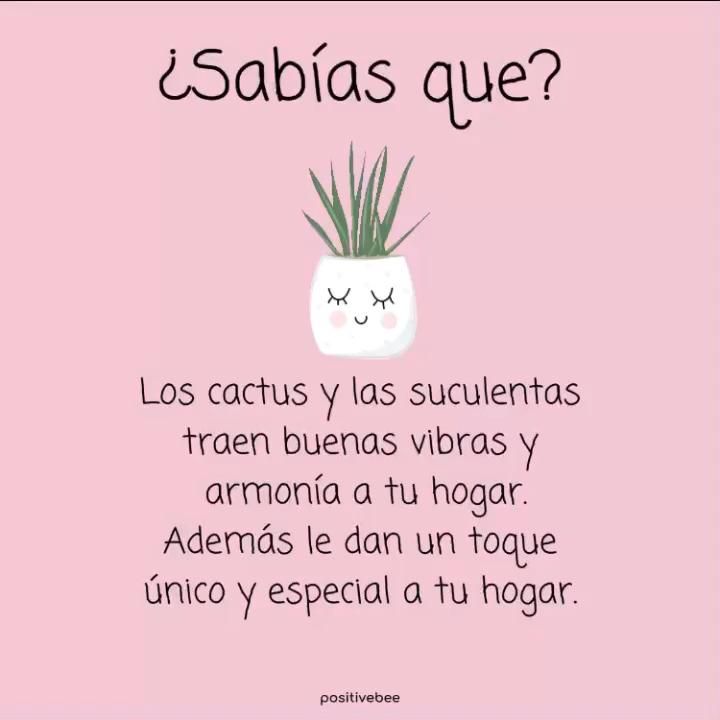 ¿Sabías que?
Los cactus y las suculentas
traen buenas vibras y
armonía a tu hogar.
Además le dan un toque
único y especial a tu hogar.
positivebee